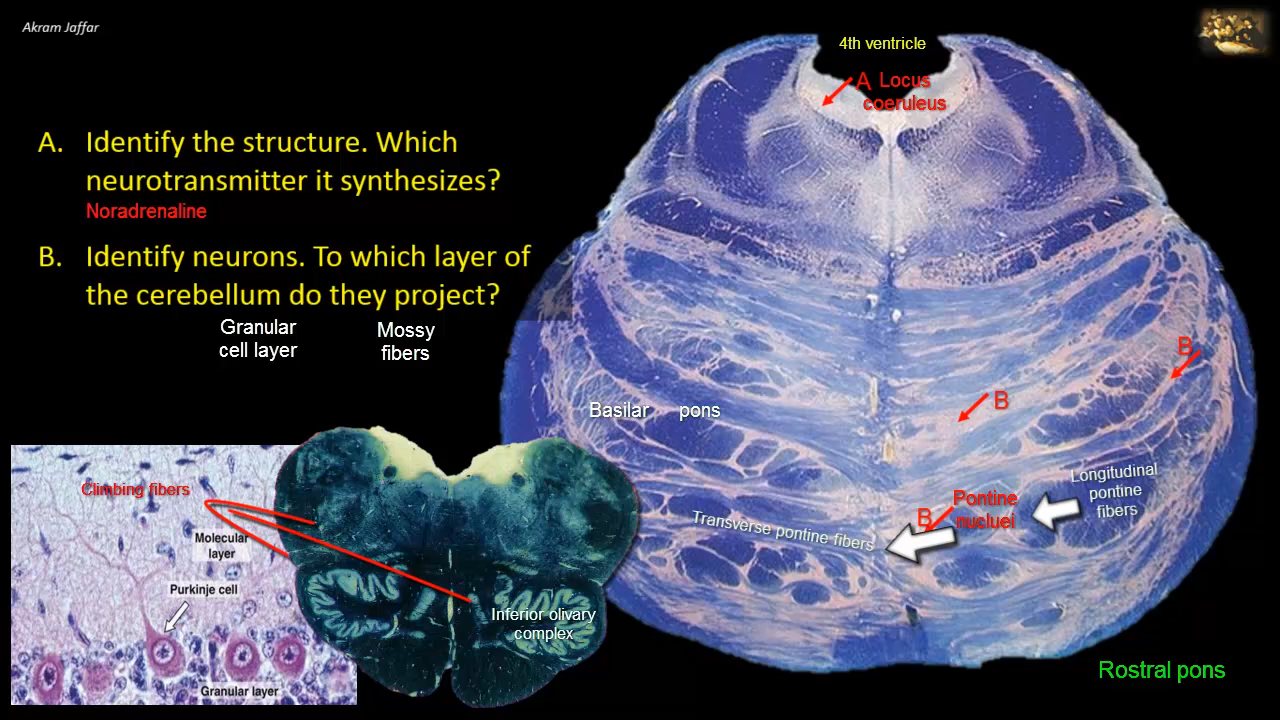 Akram Jaffar
4th ventricle
A Locus
coeruleus
A. Identify the structure. Which
neurotransmitter it synthesizes?
Noradrenaline
B. Identify neurons. To which layer of
the cerebellum do they project?
Granular
cell layer
Mossy
fibers
B
B
Basilar pons
Longitudinal
pontine
fibers
B
Pontine
nucluei
Transverse pontine fibers
Climbing fibers
Molecular
layer
Purkinje cell
Granular layer
Inferior olivary
complex
Rostral pons